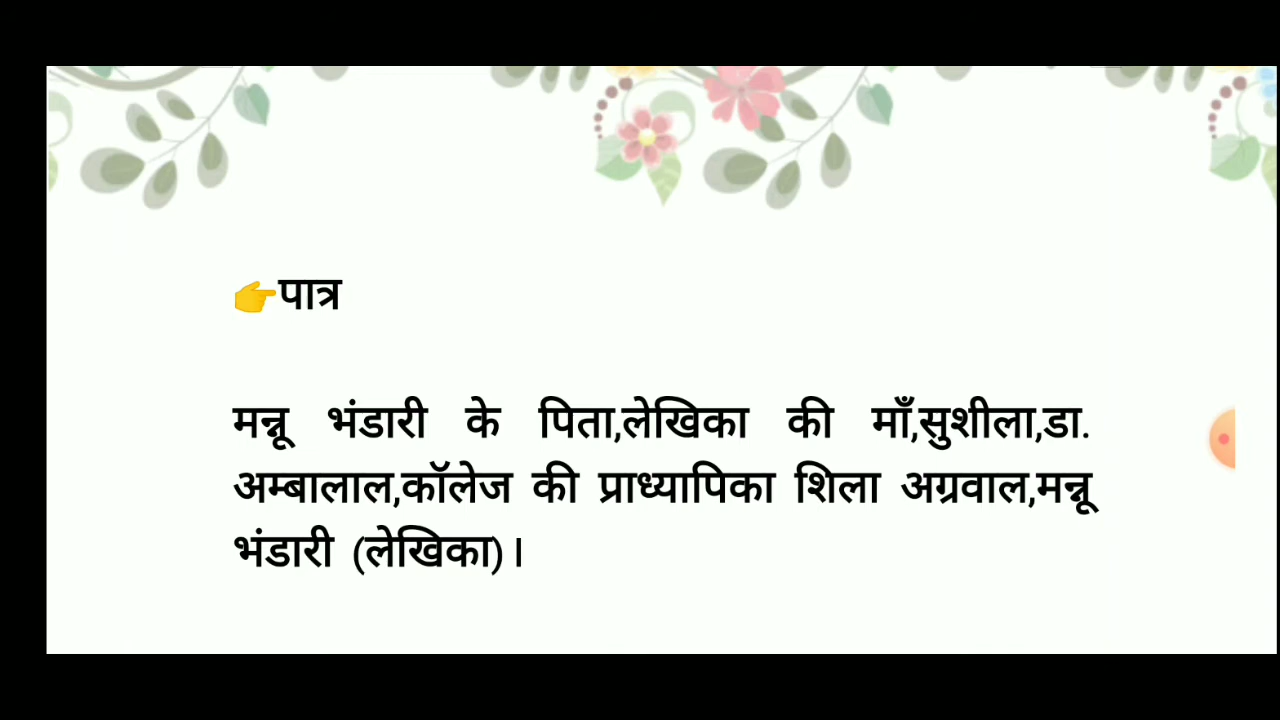 👉पात्र
मन्नू भंडारी के पिता,लेखिका की माँ,सुशीला,डा.
अम्बालाल,कॉलेज की प्राध्यापिका शिला अग्रवाल,मन्नू
भंडारी (लेखिका)।